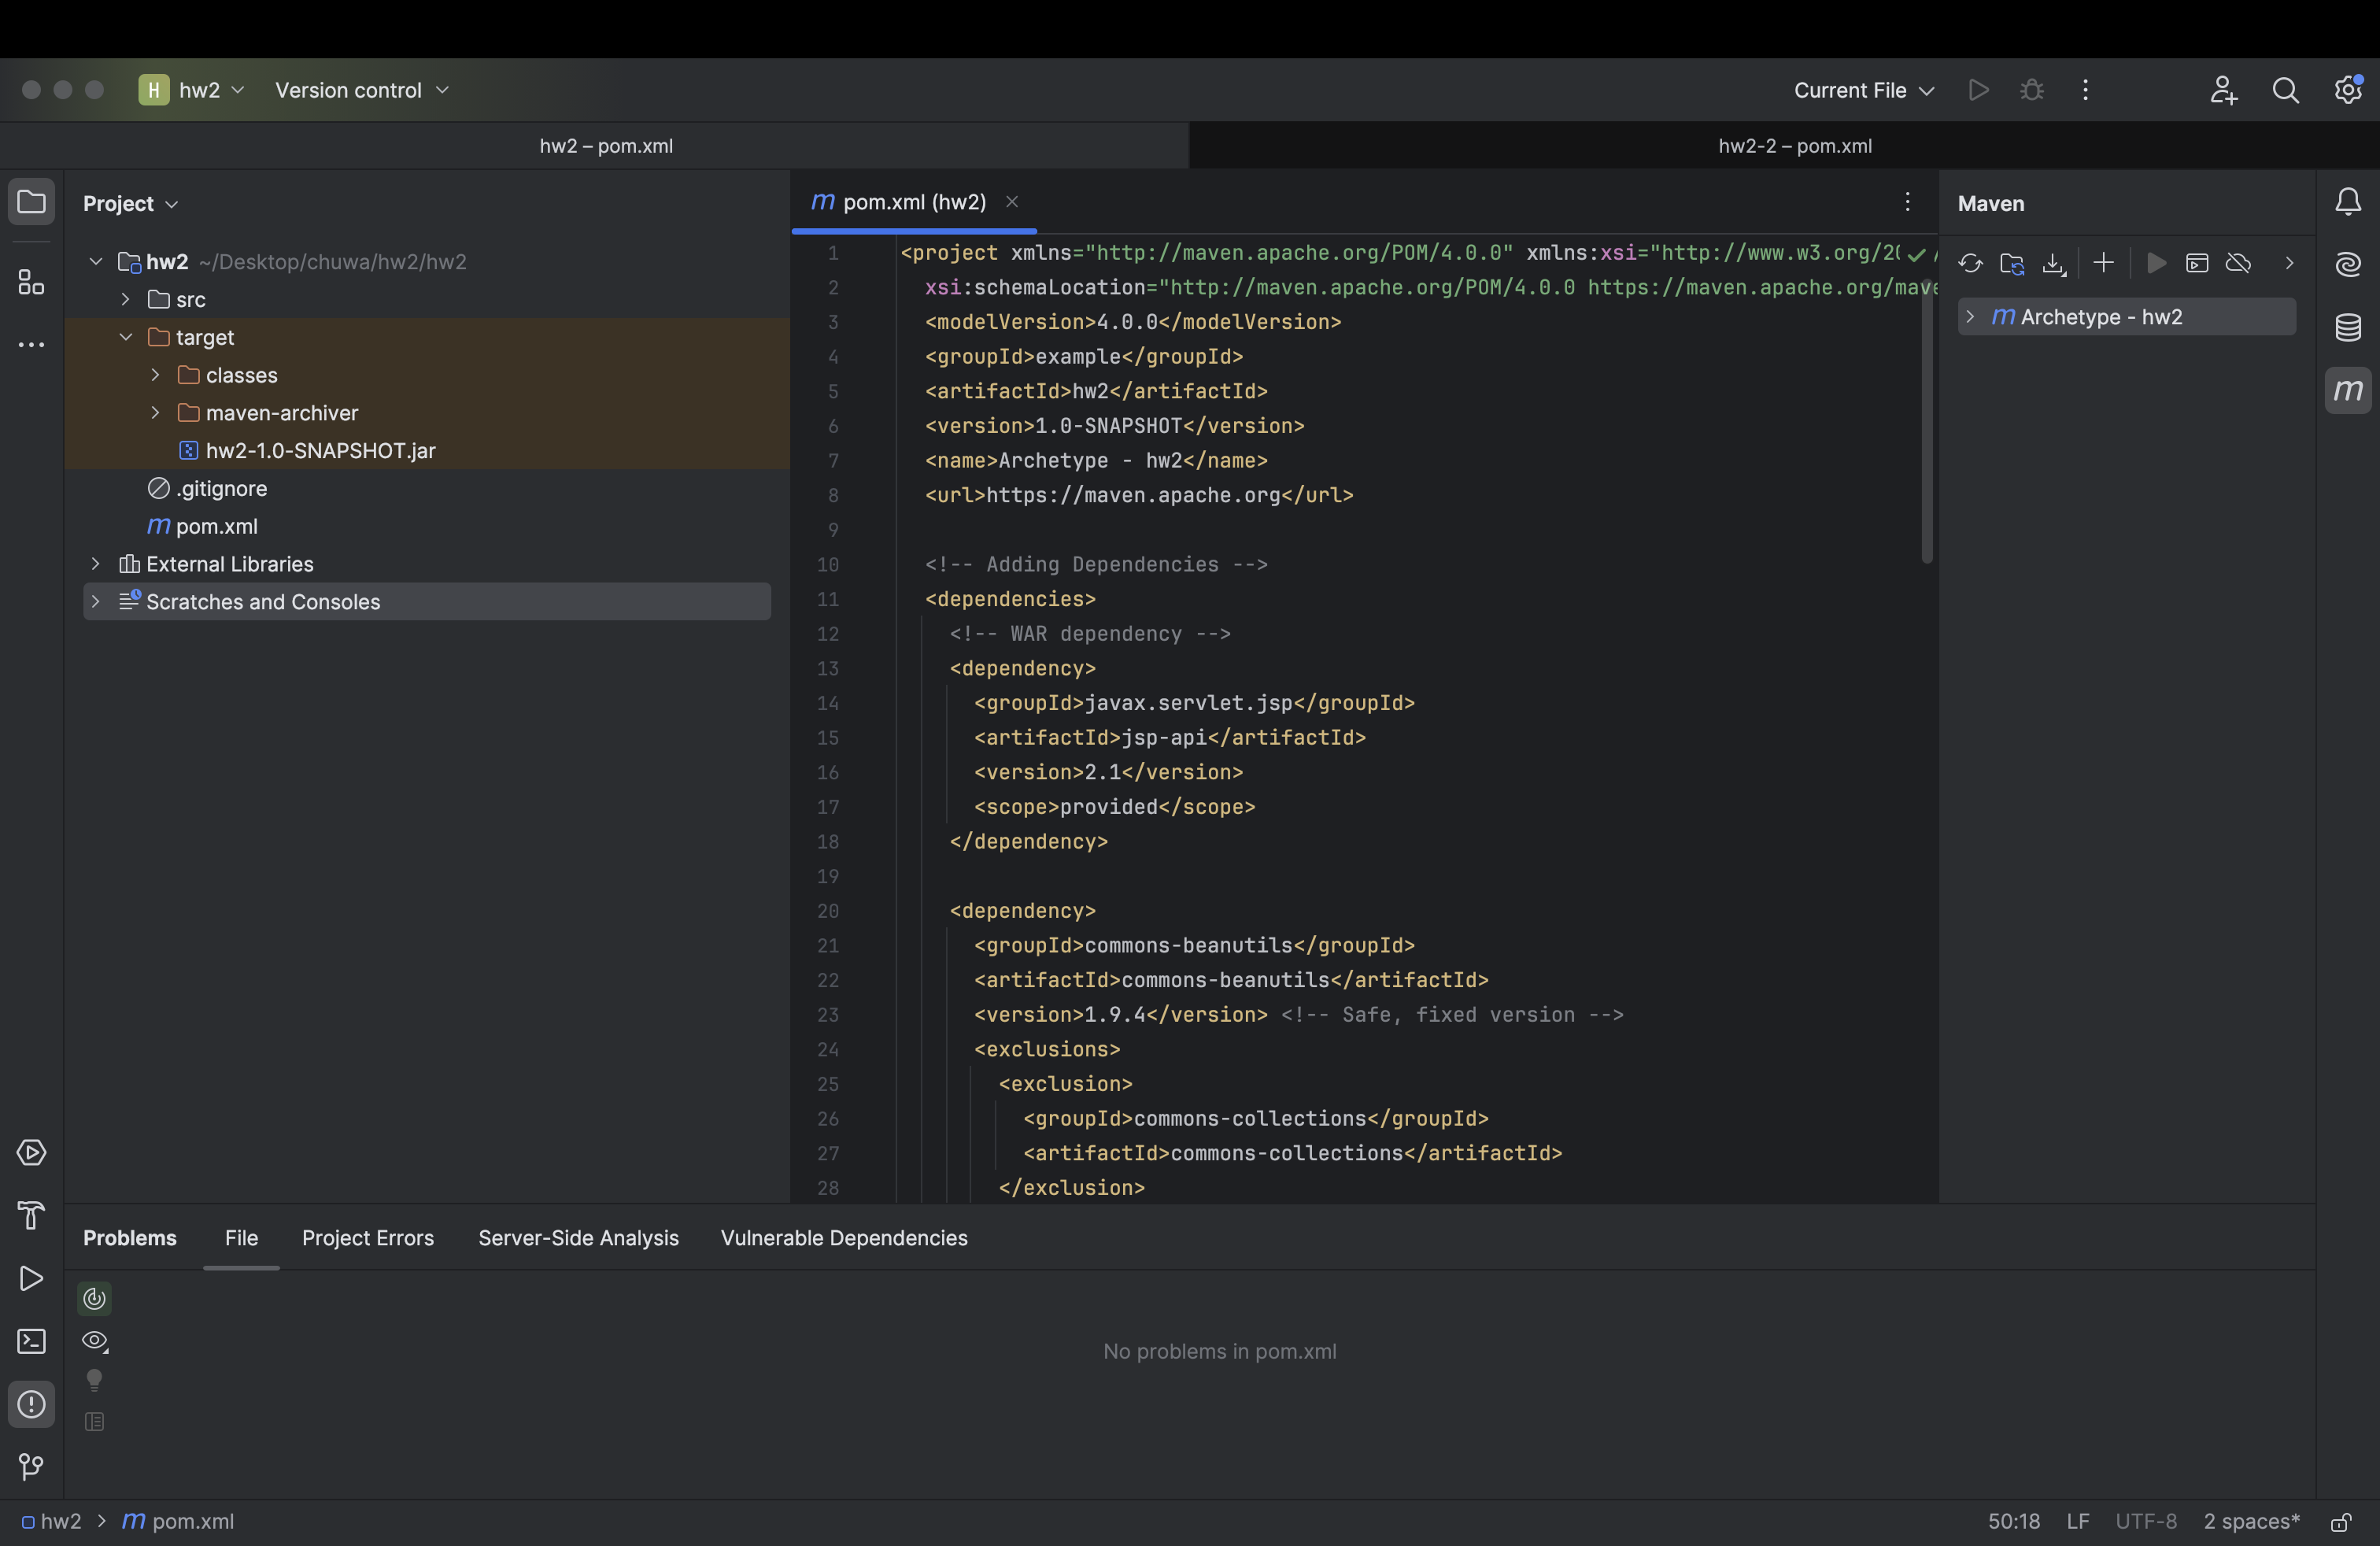 H hw2 Version control Current File
hw2 – pom.xml hw2-2 – pom.xml
Project
hw2 ~/Desktop/chuwa/hw2/hw2
src
target
classes
maven-archiver
hw2-1.0-SNAPSHOT.jar
.gitignore
m pom.xml
External Libraries
Scratches and Consoles
m pom.xml (hw2)
1 <project xmlns="http://maven.apache.org/POM/4.0.0" xmlns:xsi="http://www.w3.org/20
2 xsi:schemaLocation="http://maven.apache.org/POM/4.0.0 https://maven.apache.org/mave
3 <modelVersion>4.0.0</modelVersion>
4 <groupId>example</groupId>
5 <artifactId>hw2</artifactId>
6 <version>1.0-SNAPSHOT</version>
7 <name>Archetype - hw2</name>
8 <url>https://maven.apache.org</url>
9
10 <!-- Adding Dependencies -->
11 <dependencies>
12 <!-- WAR dependency -->
13 <dependency>
14 <groupId>javax.servlet.jsp</groupId>
15 <artifactId>jsp-api</artifactId>
16 <version>2.1</version>
17 <scope>provided</scope>
18 </dependency>
19
20 <dependency>
21 <groupId>commons-beanutils</groupId>
22 <artifactId>commons-beanutils</artifactId>
23 <version>1.9.4</version> <!-- Safe, fixed version -->
24 <exclusions>
25 <exclusion>
26 <groupId>commons-collections</groupId>
27 <artifactId>commons-collections</artifactId>
28 </exclusion>
Maven
m Archetype - hw2
m
Problems File Project Errors Server-Side Analysis Vulnerable Dependencies
No problems in pom.xml
hw2 > m pom.xml 50:18 LF UTF-8 2 spaces*